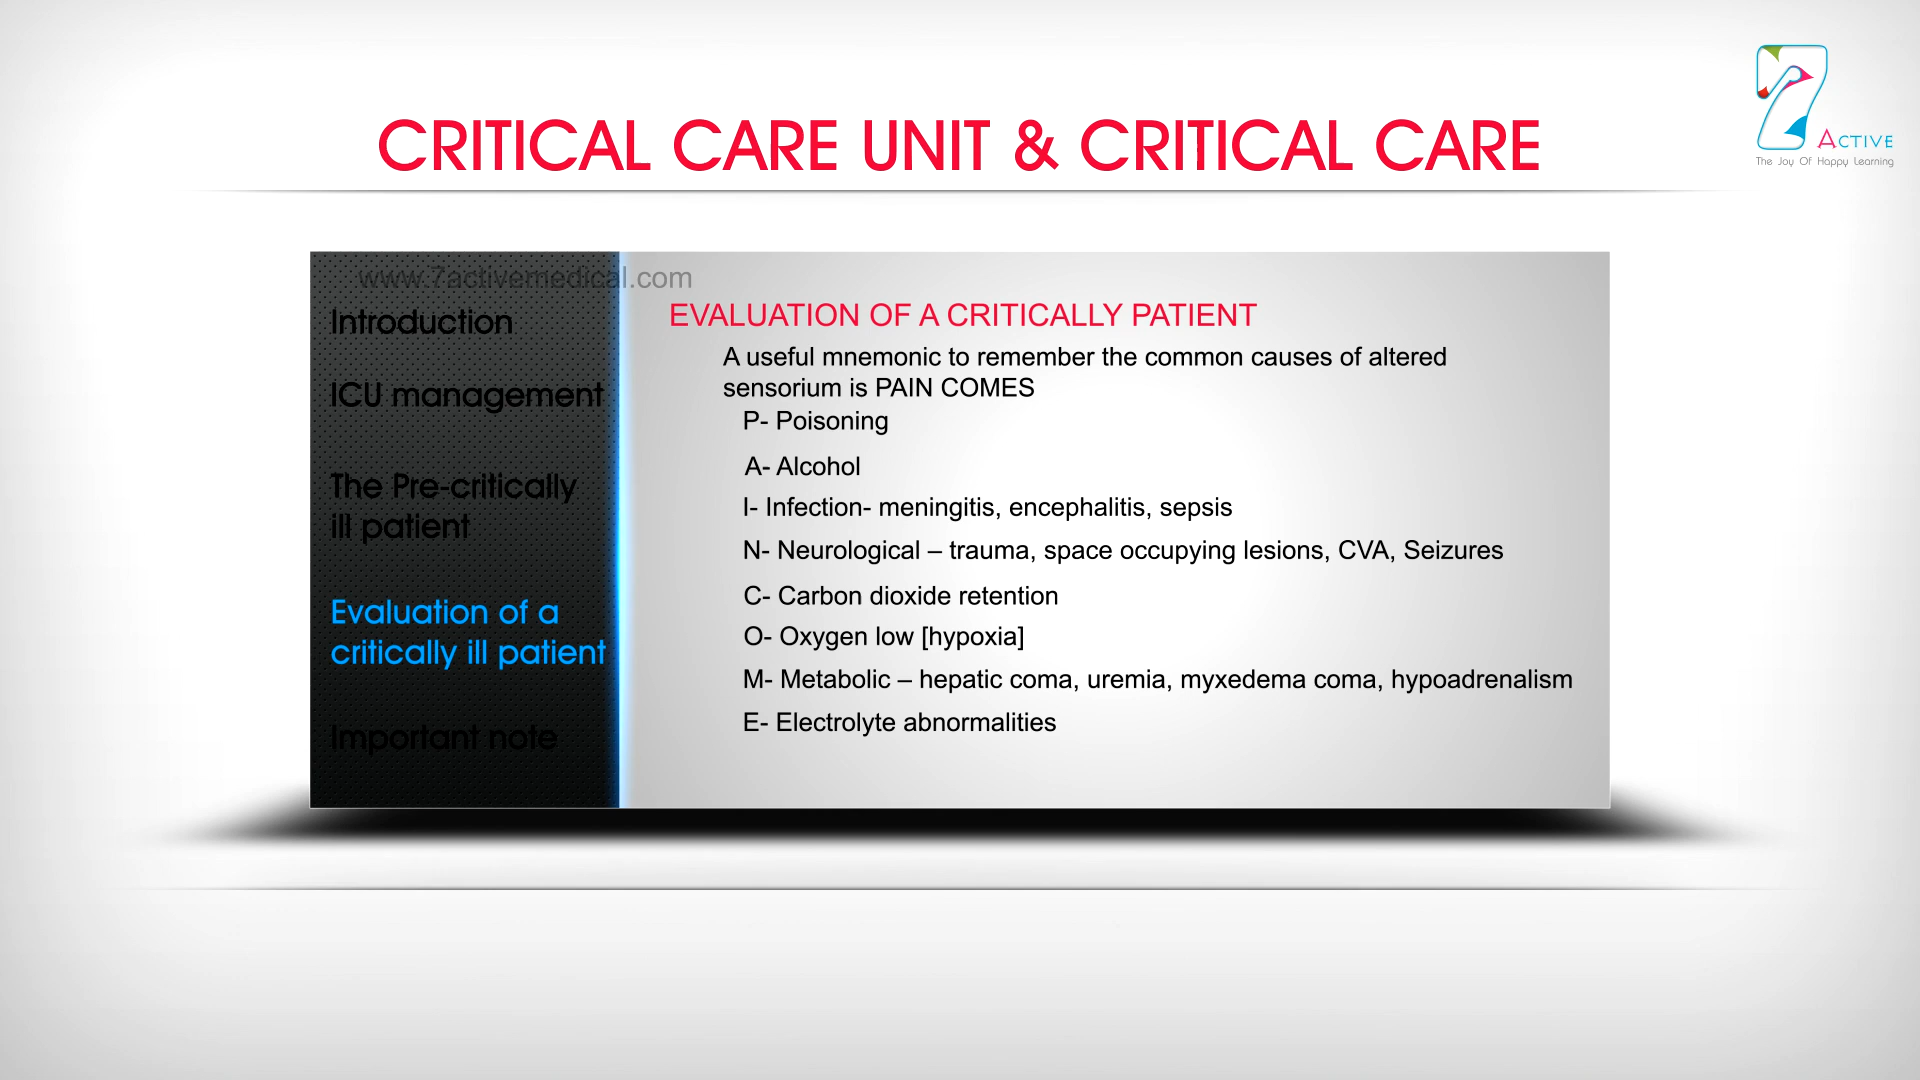 CRITICAL CARE UNIT & CRITICAL CARE
7
ACTIVE
The Joy Of Happy Learning
www.7activemedical.com
Introduction
ICU management
The Pre-critically
ill patient
Evaluation of a
critically ill patient
Important note
EVALUATION OF A CRITICALLY PATIENT
A useful mnemonic to remember the common causes of altered
sensorium is PAIN COMES
P- Poisoning
A- Alcohol
I- Infection- meningitis, encephalitis, sepsis
N- Neurological – trauma, space occupying lesions, CVA, Seizures
C- Carbon dioxide retention
O- Oxygen low [hypoxia]
M- Metabolic – hepatic coma, uremia, myxedema coma, hypoadrenalism
E- Electrolyte abnormalities